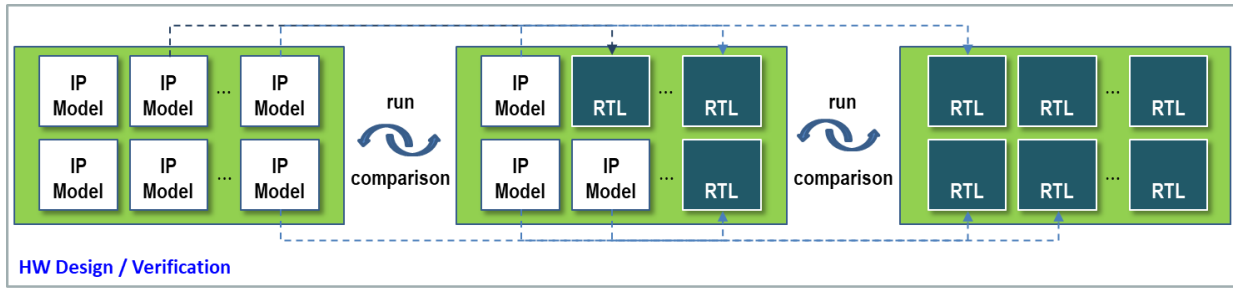 IP
Model
IP
Model
...
IP
Model
IP
Model
IP
Model
...
IP
Model
run
comparison
IP
Model
RTL
...
RTL
IP
Model
IP
Model
...
RTL
run
comparison
RTL
RTL
...
RTL
RTL
RTL
...
RTL
HW Design / Verification